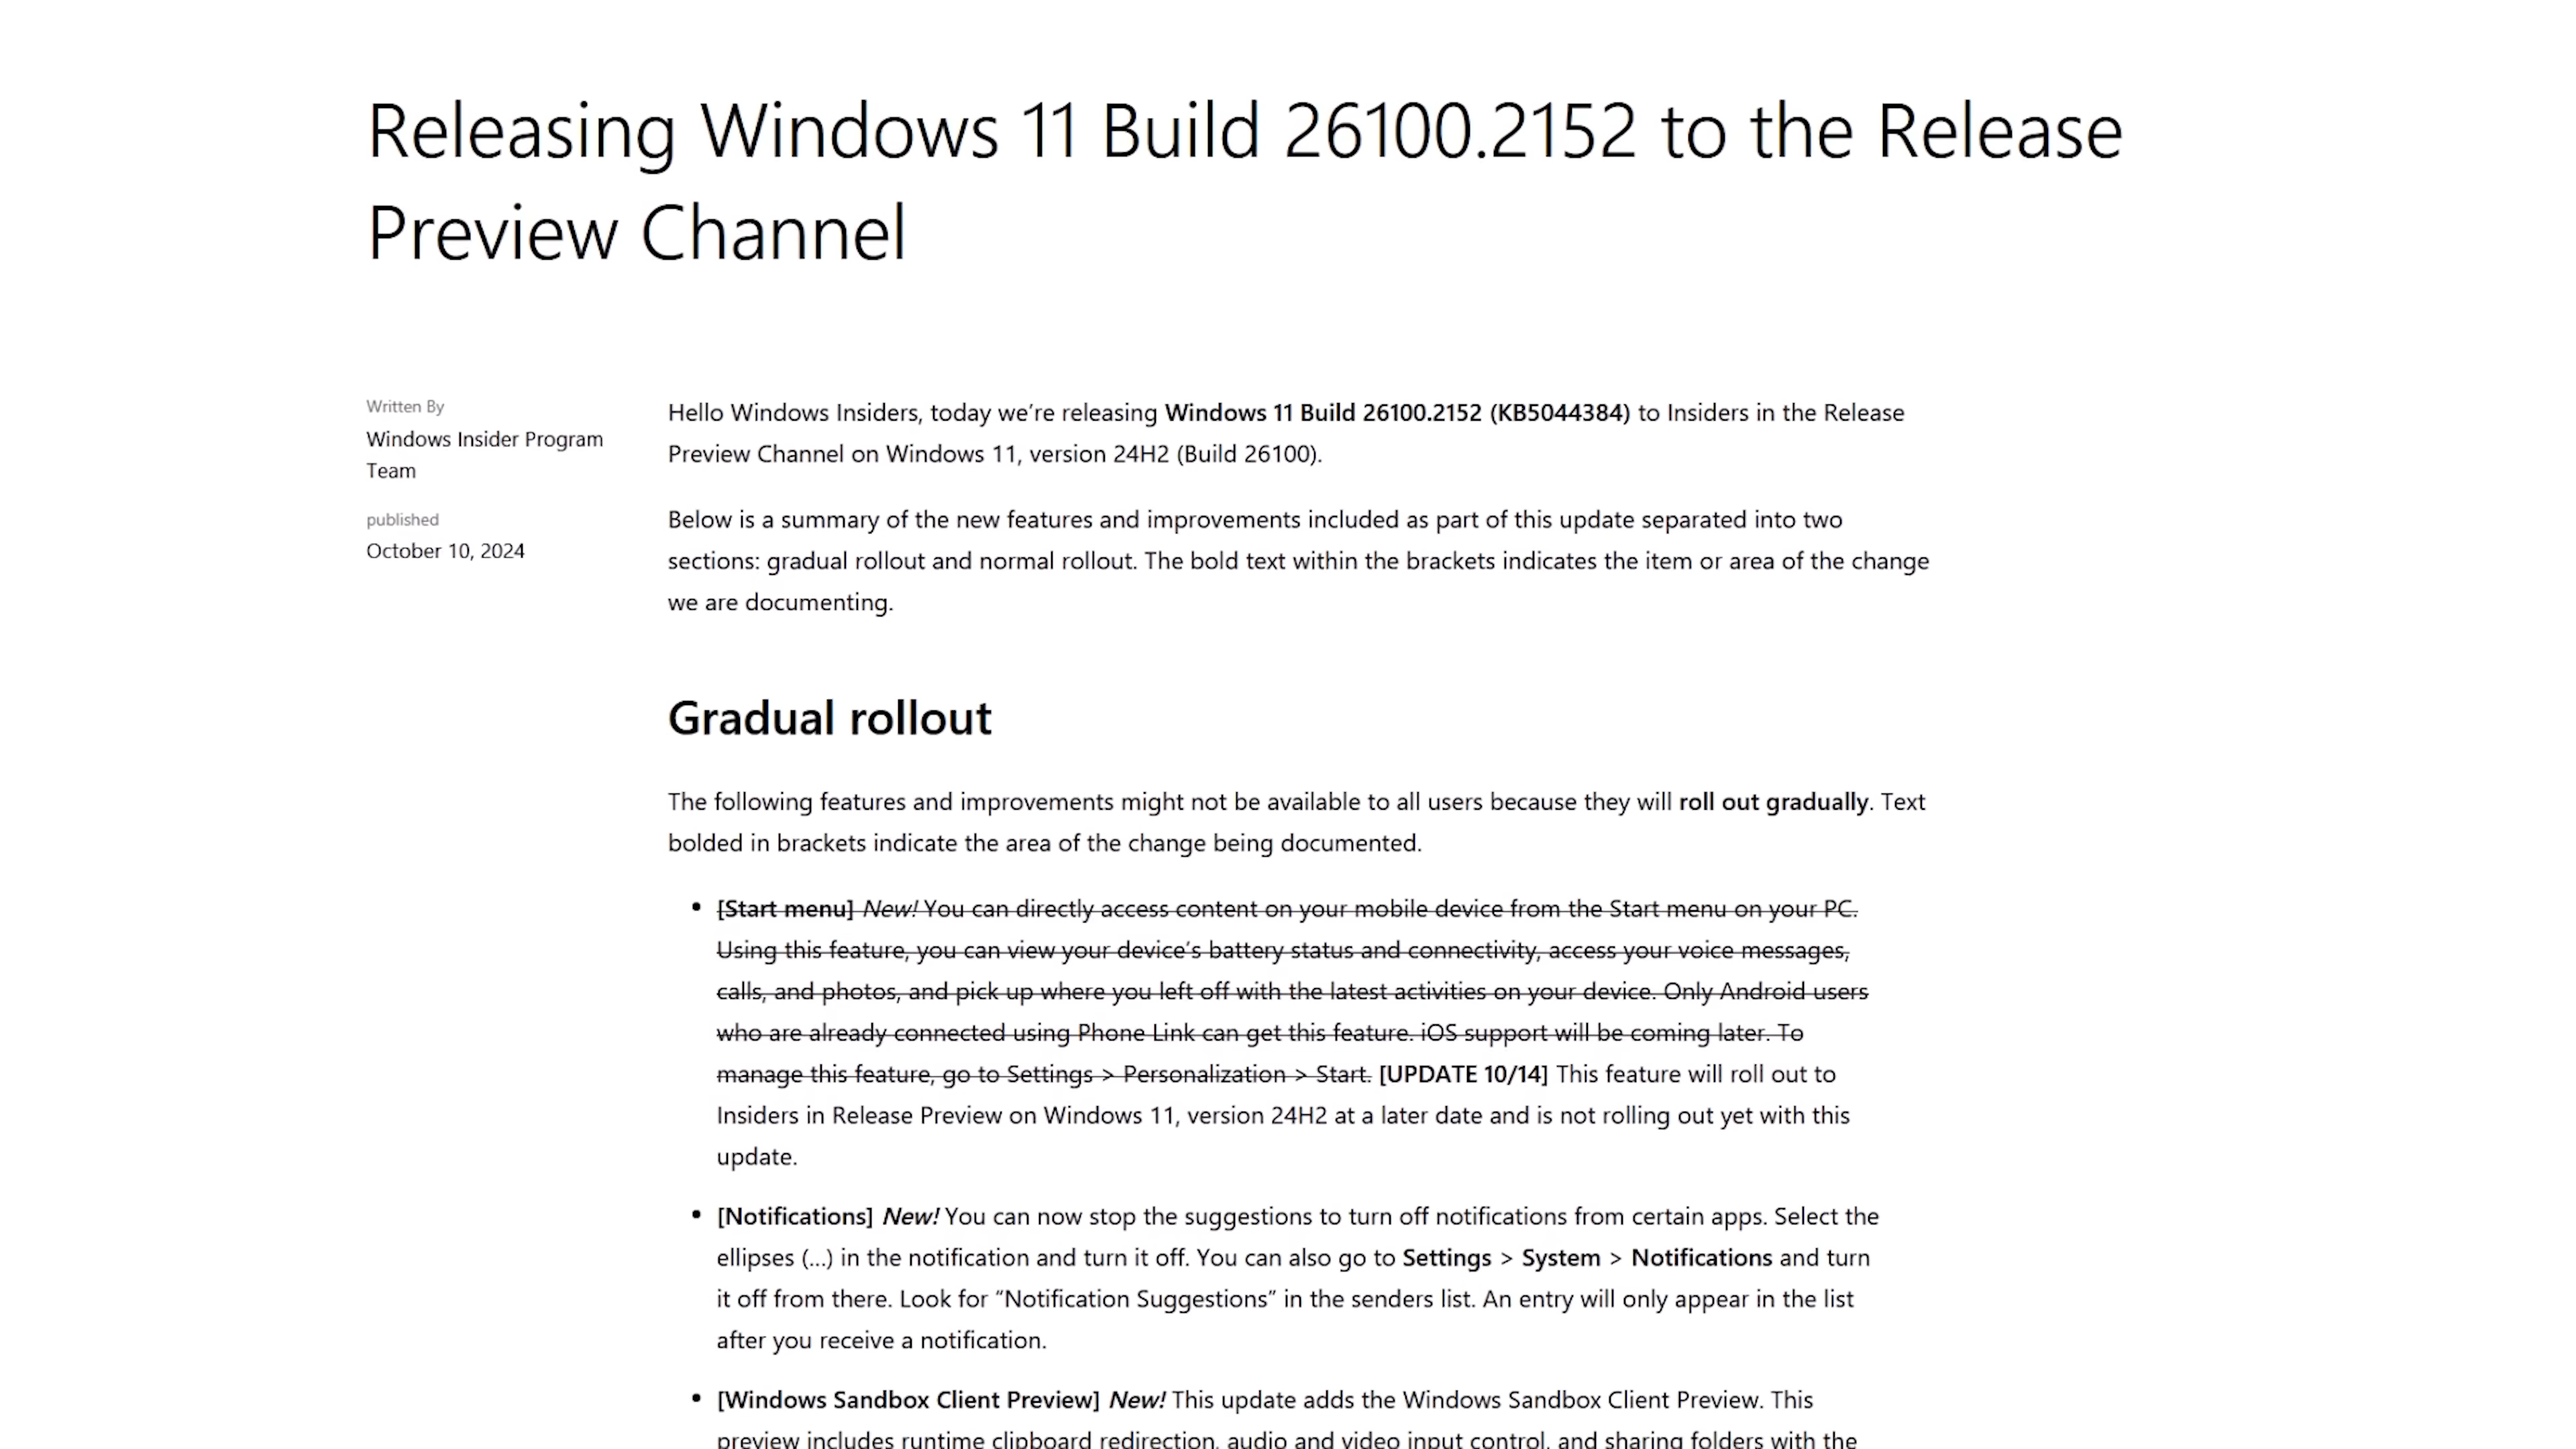 Releasing Windows 11 Build 26100.2152 to the Release
Preview Channel
Written By
Windows Insider Program
Team
published
October 10, 2024
Hello Windows Insiders, today we’re releasing Windows 11 Build 26100.2152 (KB5044384) to Insiders in the Release
Preview Channel on Windows 11, version 24H2 (Build 26100).
Below is a summary of the new features and improvements included as part of this update separated into two
sections: gradual rollout and normal rollout. The bold text within the brackets indicates the item or area of the change
we are documenting.
Gradual rollout
The following features and improvements might not be available to all users because they will roll out gradually. Text
bolded in brackets indicate the area of the change being documented.
• [Start menu] New! You can directly access content on your mobile device from the Start menu on your PC.
Using this feature, you can view your device’s battery status and connectivity, access your voice messages,
calls, and photos, and pick up where you left off with the latest activities on your device. Only Android users
who are already connected using Phone Link can get this feature. iOS support will be coming later. To
manage this feature, go to Settings > Personalization > Start. [UPDATE 10/14] This feature will roll out to
Insiders in Release Preview on Windows 11, version 24H2 at a later date and is not rolling out yet with this
update.
• [Notifications] New! You can now stop the suggestions to turn off notifications from certain apps. Select the
ellipses (…) in the notification and turn it off. You can also go to Settings > System > Notifications and turn
it off from there. Look for “Notification Suggestions” in the senders list. An entry will only appear in the list
after you receive a notification.
• [Windows Sandbox Client Preview] New! This update adds the Windows Sandbox Client Preview. This
preview includes runtime clipboard redirection, audio and video input control, and sharing folders with the